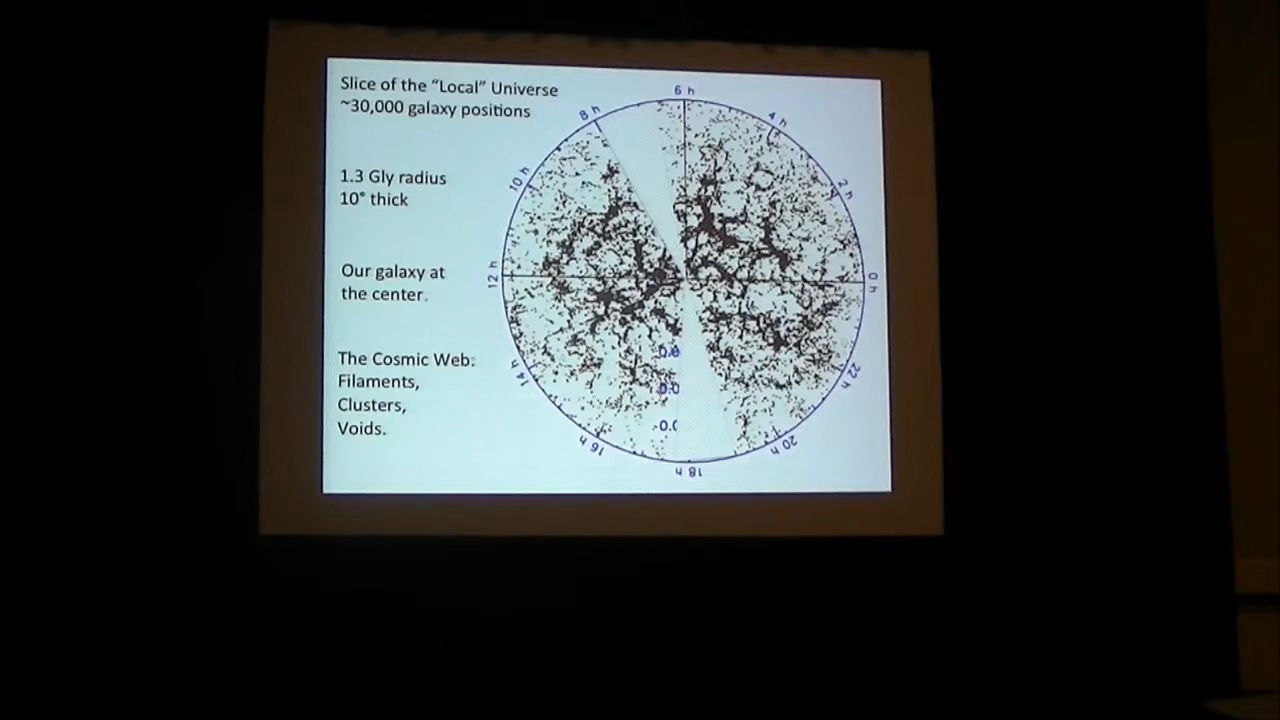 Slice of the “Local” Universe
~30,000 galaxy positions
1.3 Gly radius
10° thick
Our galaxy at
the center.
The Cosmic Web:
Filaments,
Clusters,
Voids.
6 h
4 h
2 h
0 h
22 h
20 h
18 h
16 h
14 h
12 h
10 h
8 h